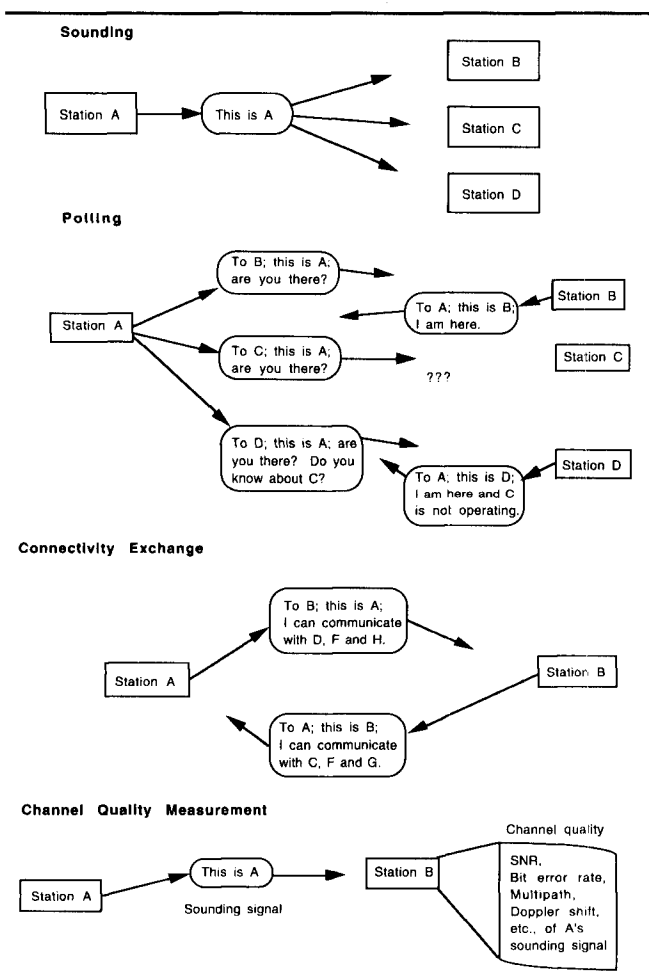 Sounding
Station B
Station A
This is A
Station C
Station D
Polling
To B; this is A;
are you there?
Station B
To A; this is B;
I am here.
Station A
To C; this is A;
are you there?
Station C
???
To D; this is A; are
you there? Do you
know about C?
Station D
To A; this is D;
I am here and C
is not operating.
Connectivity Exchange
To B; this is A;
I can communicate
with D, F and H.
Station A
Station B
To A; this is B;
I can communicate
with C, F and G.
Channel Quality Measurement
Channel quality
This is A
Station B
SNR,
Bit error rate,
Multipath,
Doppler shift,
etc., of A's
sounding signal
Station A
Sounding signal